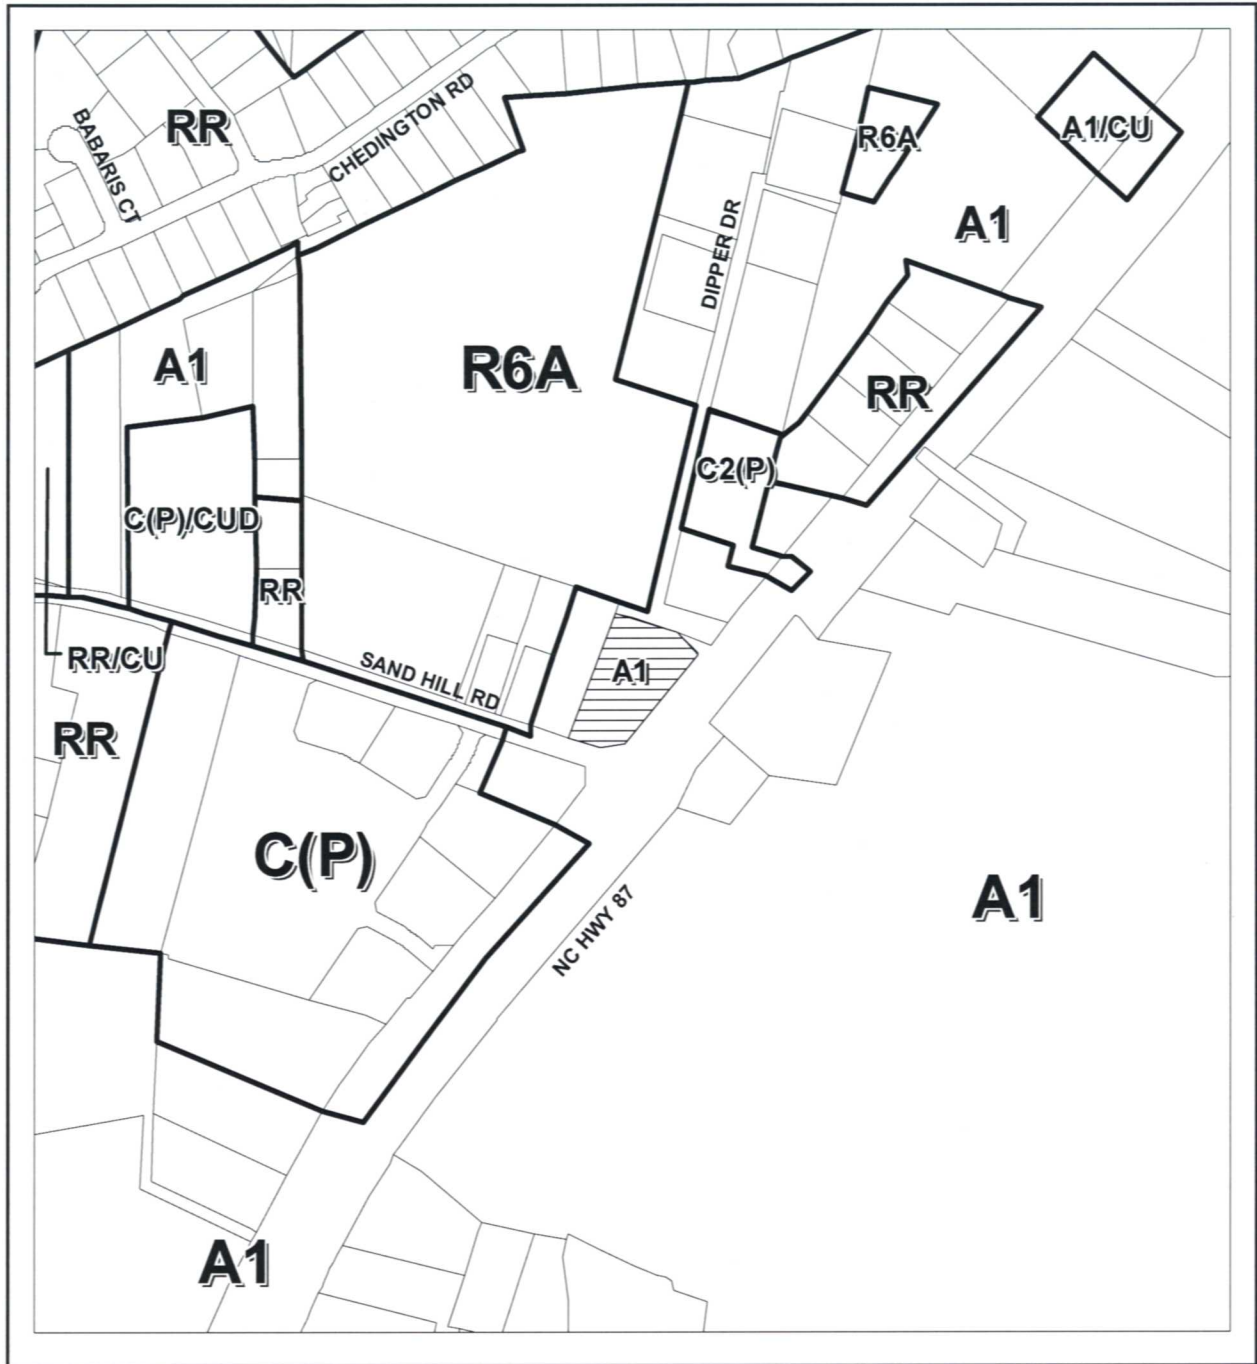 RR
BABARIS CT
CHEDINGTON RD
R6A
A1/CU
A1
DIPPER DR
A1
R6A
RR
C2(P)
C(P)/CUD
RR
RR/CU
SAND HILL RD
A1
RR
C(P)
A1
NC HWY 87
A1